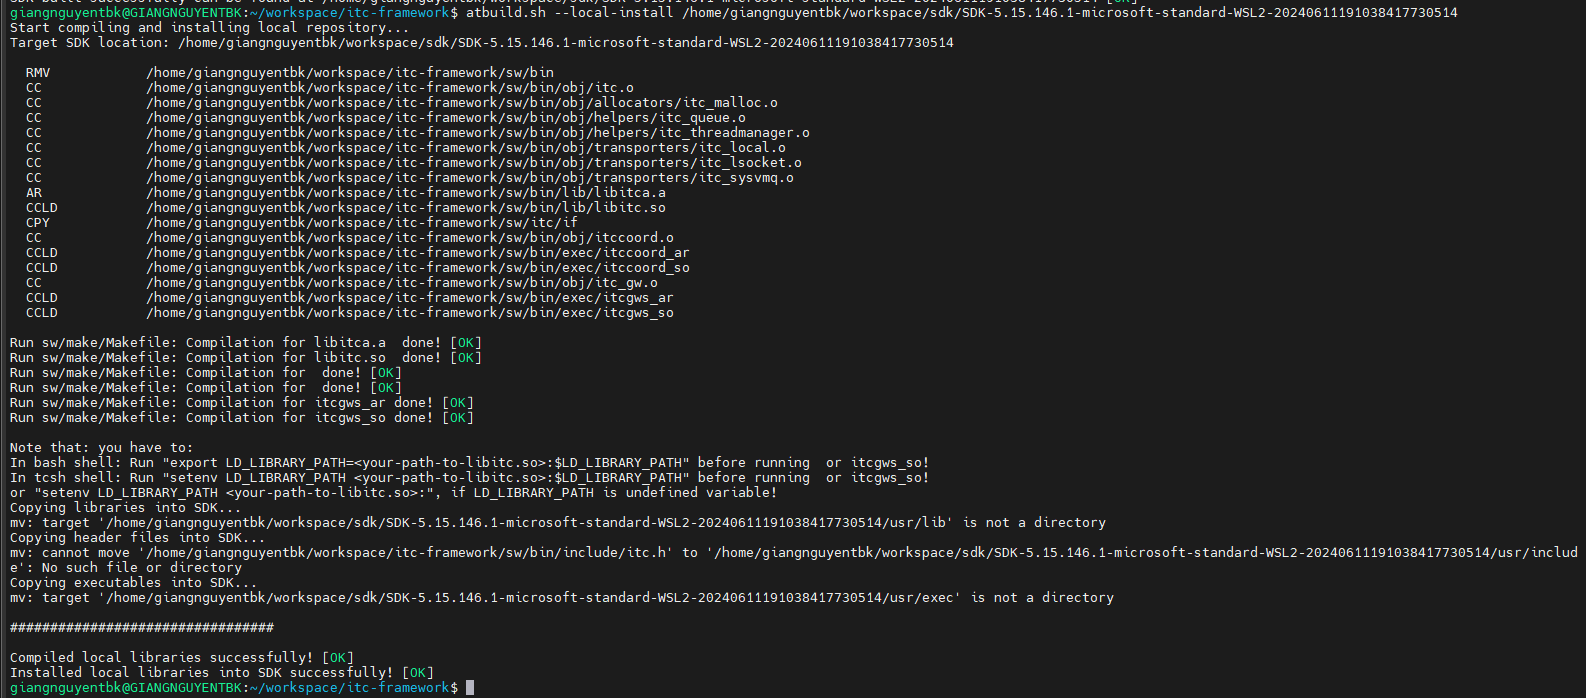 giangnguyentbk@GIANGNGUYENTBK:~/workspace/itc-framework$ atbuild.sh --local-install /home/giangnguyentbk/workspace/sdk/SDK-5.15.146.1-microsoft-standard-WSL2-20240611191038417730514
Start compiling and installing local repository...
Target SDK location: /home/giangnguyentbk/workspace/sdk/SDK-5.15.146.1-microsoft-standard-WSL2-20240611191038417730514
RMV /home/giangnguyentbk/workspace/itc-framework/sw/bin
CC /home/giangnguyentbk/workspace/itc-framework/sw/bin/obj/itc.o
CC /home/giangnguyentbk/workspace/itc-framework/sw/bin/obj/allocators/itc_malloc.o
CC /home/giangnguyentbk/workspace/itc-framework/sw/bin/obj/helpers/itc_queue.o
CC /home/giangnguyentbk/workspace/itc-framework/sw/bin/obj/helpers/itc_threadmanager.o
CC /home/giangnguyentbk/workspace/itc-framework/sw/bin/obj/transporters/itc_local.o
CC /home/giangnguyentbk/workspace/itc-framework/sw/bin/obj/transporters/itc_lsocket.o
CC /home/giangnguyentbk/workspace/itc-framework/sw/bin/obj/transporters/itc_sysvmq.o
AR /home/giangnguyentbk/workspace/itc-framework/sw/bin/lib/libitca.a
CCLD /home/giangnguyentbk/workspace/itc-framework/sw/bin/lib/libitc.so
CPY /home/giangnguyentbk/workspace/itc-framework/sw/itc/if
CC /home/giangnguyentbk/workspace/itc-framework/sw/bin/obj/itccoord.o
CCLD /home/giangnguyentbk/workspace/itc-framework/sw/bin/exec/itccoord_ar
CCLD /home/giangnguyentbk/workspace/itc-framework/sw/bin/exec/itccoord_so
CC /home/giangnguyentbk/workspace/itc-framework/sw/bin/obj/itc_gw.o
CCLD /home/giangnguyentbk/workspace/itc-framework/sw/bin/exec/itcgws_ar
CCLD /home/giangnguyentbk/workspace/itc-framework/sw/bin/exec/itcgws_so
Run sw/make/Makefile: Compilation for libitca.a  done! [OK]
Run sw/make/Makefile: Compilation for libitc.so  done! [OK]
Run sw/make/Makefile: Compilation for  done! [OK]
Run sw/make/Makefile: Compilation for  done! [OK]
Run sw/make/Makefile: Compilation for itcgws_ar done! [OK]
Run sw/make/Makefile: Compilation for itcgws_so done! [OK]
Note that: you have to:
In bash shell: Run "export LD_LIBRARY_PATH=<your-path-to-libitc.so>:$LD_LIBRARY_PATH" before running  or itcgws_so!
In tcsh shell: Run "setenv LD_LIBRARY_PATH <your-path-to-libitc.so>:$LD_LIBRARY_PATH" before running  or itcgws_so!
or "setenv LD_LIBRARY_PATH <your-path-to-libitc.so>:", if LD_LIBRARY_PATH is undefined variable!
Copying libraries into SDK...
mv: target '/home/giangnguyentbk/workspace/sdk/SDK-5.15.146.1-microsoft-standard-WSL2-20240611191038417730514/usr/lib' is not a directory
Copying header files into SDK...
mv: cannot move '/home/giangnguyentbk/workspace/itc-framework/sw/bin/include/itc.h' to '/home/giangnguyentbk/workspace/sdk/SDK-5.15.146.1-microsoft-standard-WSL2-20240611191038417730514/usr/includ
e': No such file or directory
Copying executables into SDK...
mv: target '/home/giangnguyentbk/workspace/sdk/SDK-5.15.146.1-microsoft-standard-WSL2-20240611191038417730514/usr/exec' is not a directory
#################################
Compiled local libraries successfully! [OK]
Installed local libraries into SDK successfully! [OK]
giangnguyentbk@GIANGNGUYENTBK:~/workspace/itc-framework$